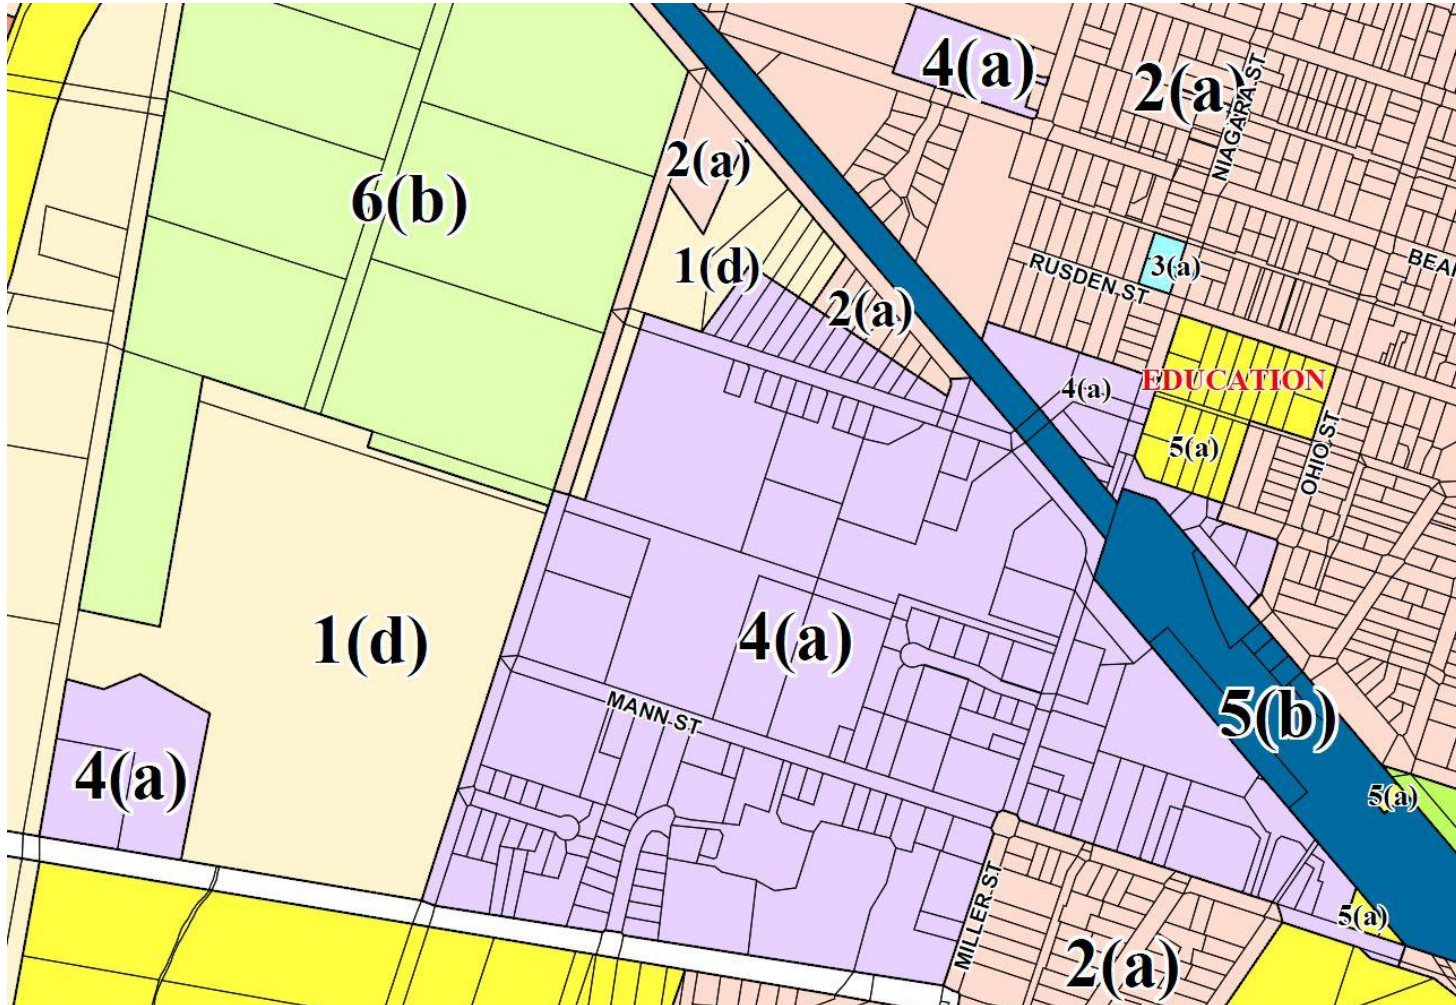 4(a)
2(a)
NIAGARA ST
2(a)
6(b)
1(d)
3(a)
RUSDEN ST
2(a)
EDUCATION
4(a)
5(a)
OHIO ST
1(d)
4(a)
MANN ST
5(b)
4(a)
5(a)
MILLER ST
5(a)
2(a)